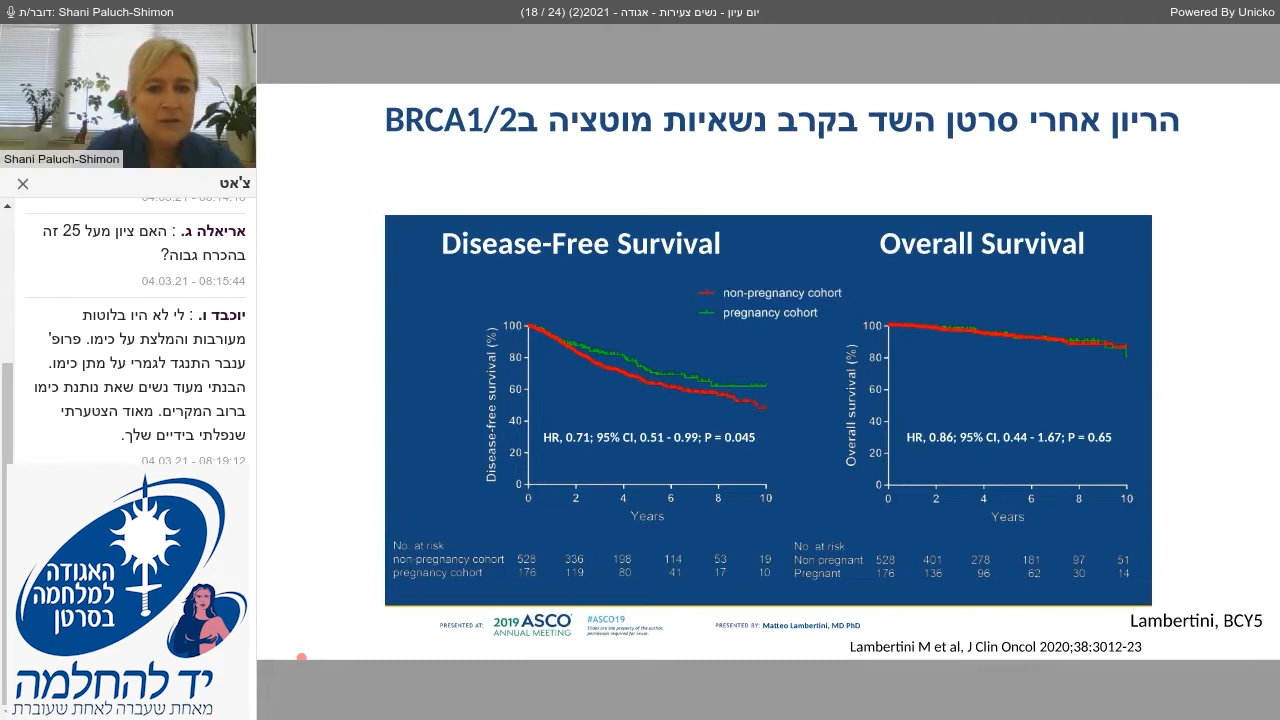 דובר/ת: Shani Paluch-Shimon
יום עיון - נשים צעירות - אגודה - 2021(2) (24 / 18)
Powered By Unicko
Shani Paluch-Shimon
צ'אט
04.03.21 - 08:14:16
אריאלה ג. : האם ציון מעל 25 זה
בהכרח גבוה?
04.03.21 - 08:15:44
יוכבד ו. : לי לא היו בלוטות
מעורבות והמלצת על כימו. פרופ'
ענבר התנגד לגמרי על מתן כימו.
הבנתי מעוד נשים שאת נותנת כימו
ברוב המקרים. מאוד הצטערתי
שנפלתי בידיים שלך.
04.03.21 - 08:19:12
האגודה
למלחמה
בסרטן
יד להחלמה
מאחת שעברה לאחת שעוברת
הריון אחרי סרטן השד בקרב נשאיות מוטציה בBRCA1/2
Disease-Free Survival
Overall Survival
non-pregnancy cohort
pregnancy cohort
Disease-free survival (%)
100
80
60
40
20
0
HR, 0.71; 95% CI, 0.51 - 0.99; P = 0.045
0 2 4 6 8 10
Years
Overall survival (%)
100
80
60
40
20
0
HR, 0.86; 95% CI, 0.44 - 1.67; P = 0.65
0 2 4 6 8 10
Years
No. at risk
non-pregnancy cohort 528 336 198 114 53 19
pregnancy cohort 176 119 80 41 17 10
No. at risk
Non pregnant 528 401 278 181 97 51
Pregnant 176 136 96 62 30 14
PRESENTED AT:
2019 ASCO
ANNUAL MEETING
#ASCO19
Slides are the property of the author,
permission required for reuse.
PRESENTED BY: Matteo Lambertini, MD PhD
Lambertini, BCY5
Lambertini M et al, J Clin Oncol 2020;38:3012-23